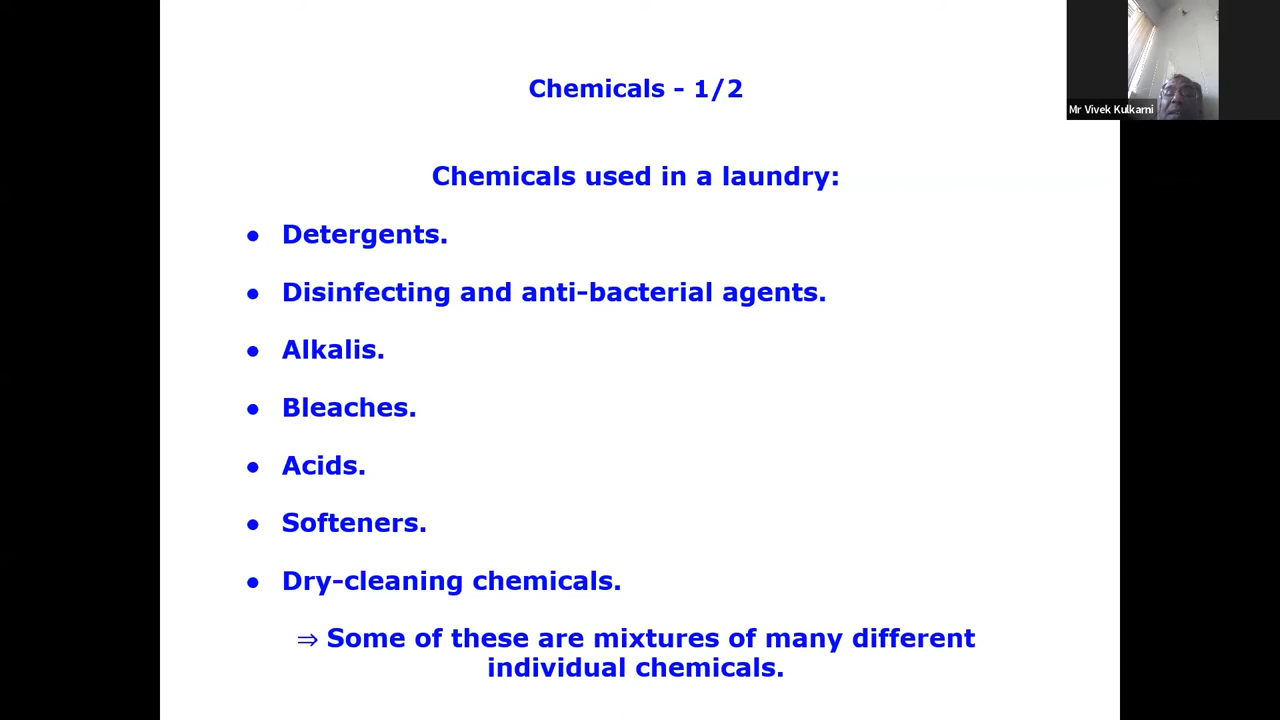 Chemicals - 1/2
Mr Vivek Kulkarni
Chemicals used in a laundry:
● Detergents.
● Disinfecting and anti-bacterial agents.
● Alkalis.
● Bleaches.
● Acids.
● Softeners.
● Dry-cleaning chemicals.
⇒ Some of these are mixtures of many different
individual chemicals.